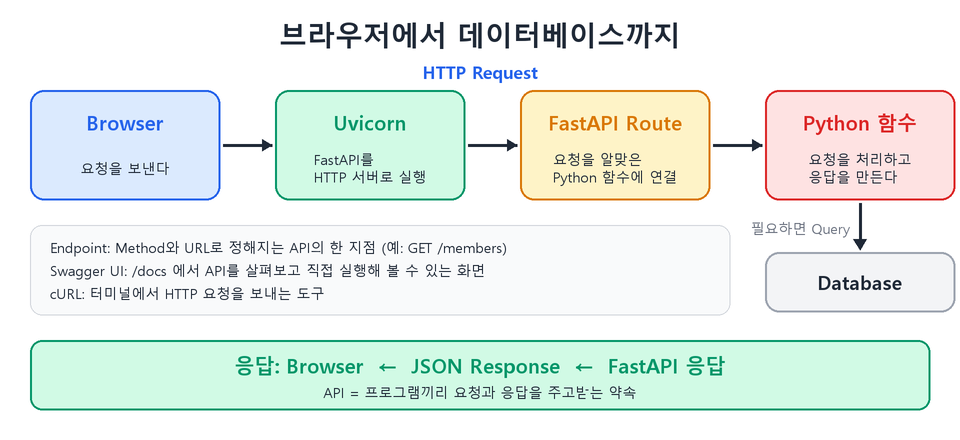 브라우저에서 데이터베이스까지
HTTP Request
Browser
요청을 보낸다
Uvicorn
FastAPI를
HTTP 서버로 실행
FastAPI Route
요청을 알맞은
Python 함수에 연결
Python 함수
요청을 처리하고
응답을 만든다
필요하면 Query
Database
Endpoint: Method와 URL로 정해지는 API의 한 지점 (예: GET /members)
Swagger UI: /docs 에서 API를 살펴보고 직접 실행해 볼 수 있는 화면
cURL: 터미널에서 HTTP 요청을 보내는 도구
응답: Browser ← JSON Response ← FastAPI 응답
API = 프로그램끼리 요청과 응답을 주고받는 약속